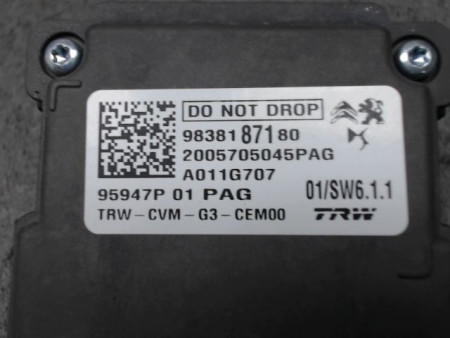 DO NOT DROP
98381 871 80
2005705045PAG
A011G707
95947P 01 PAG
01/SW6.1.1
TRW-CVM-G3-CEM00
TRW